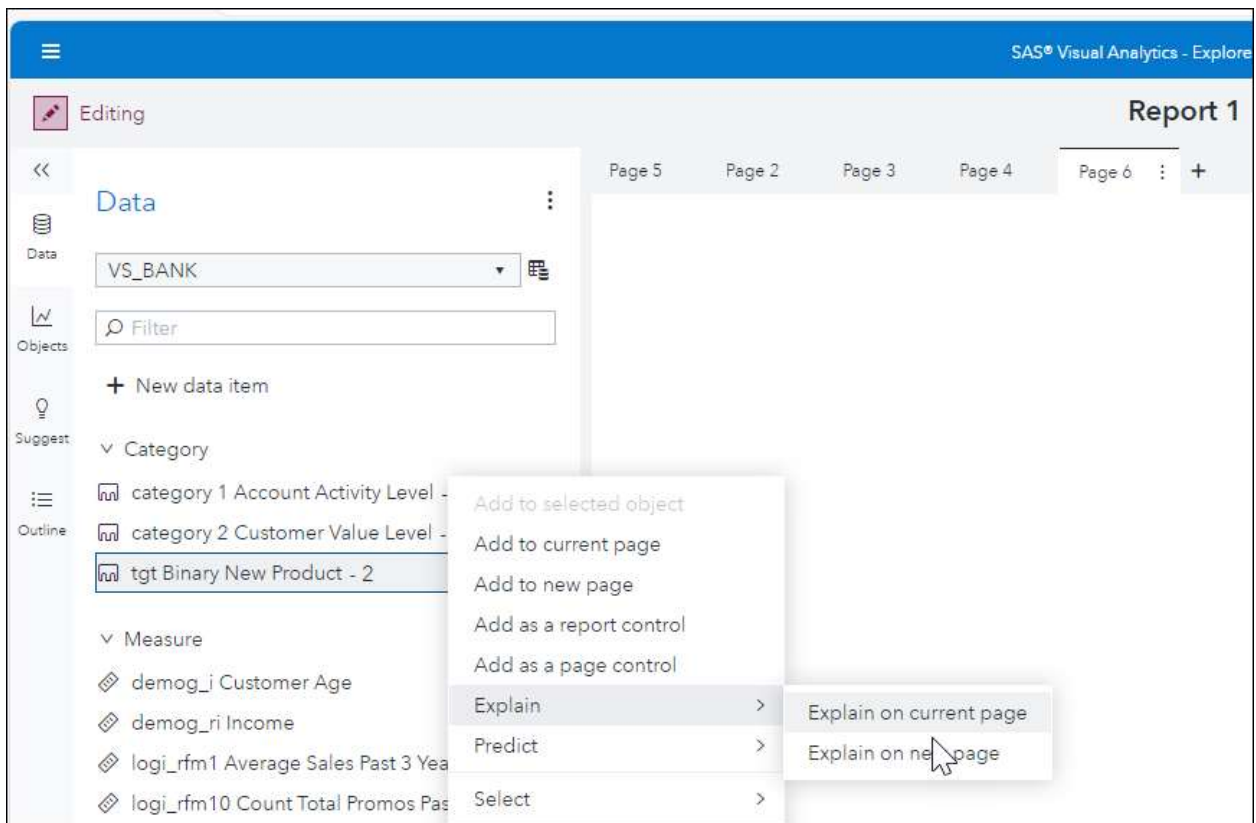 SAS® Visual Analytics - Explore
Editing
Report 1
Page 5 Page 2 Page 3 Page 4 Page 6
Data
Data
VS_BANK
Filter
Objects
+ New data item
Suggest
Category
category 1 Account Activity Level -
Outline
category 2 Customer Value Level -
tgt Binary New Product - 2
Measure
demog_i Customer Age
demog_ri Income
logi_rfm1 Average Sales Past 3 Yea
logi_rfm10 Count Total Promos Pas
Add to selected object
Add to current page
Add to new page
Add as a report control
Add as a page control
Explain
Predict
Select
Explain on current page
Explain on new page